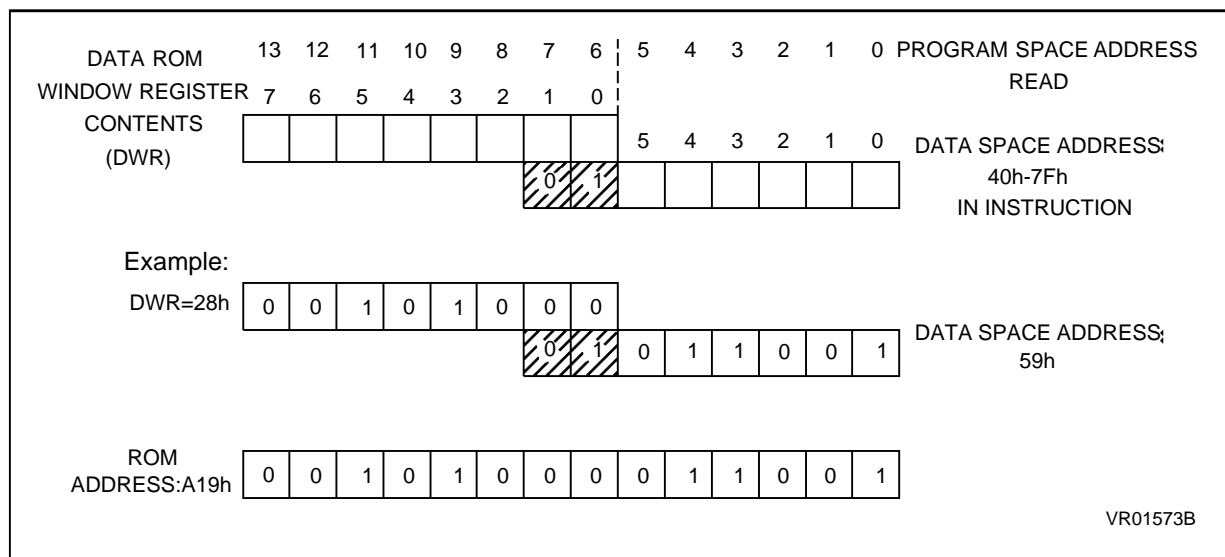 DATA ROM 13 12 11 10 9 8 7 6 5 4 3 2 1 0 PROGRAM SPACE ADDRESS
READ
WINDOW REGISTER 7 6 5 4 3 2 1 0
CONTENTS
(DWR)
5 4 3 2 1 0 DATA SPACE ADDRESS:
0 1 40h-7Fh
IN INSTRUCTION
Example:
DWR=28h 0 0 1 0 1 0 0 0
0 1 0 1 1 0 0 1 DATA SPACE ADDRESS:
59h
ROM
ADDRESS:A19h 0 0 1 0 1 0 0 0 0 1 1 0 0 1
VR01573B